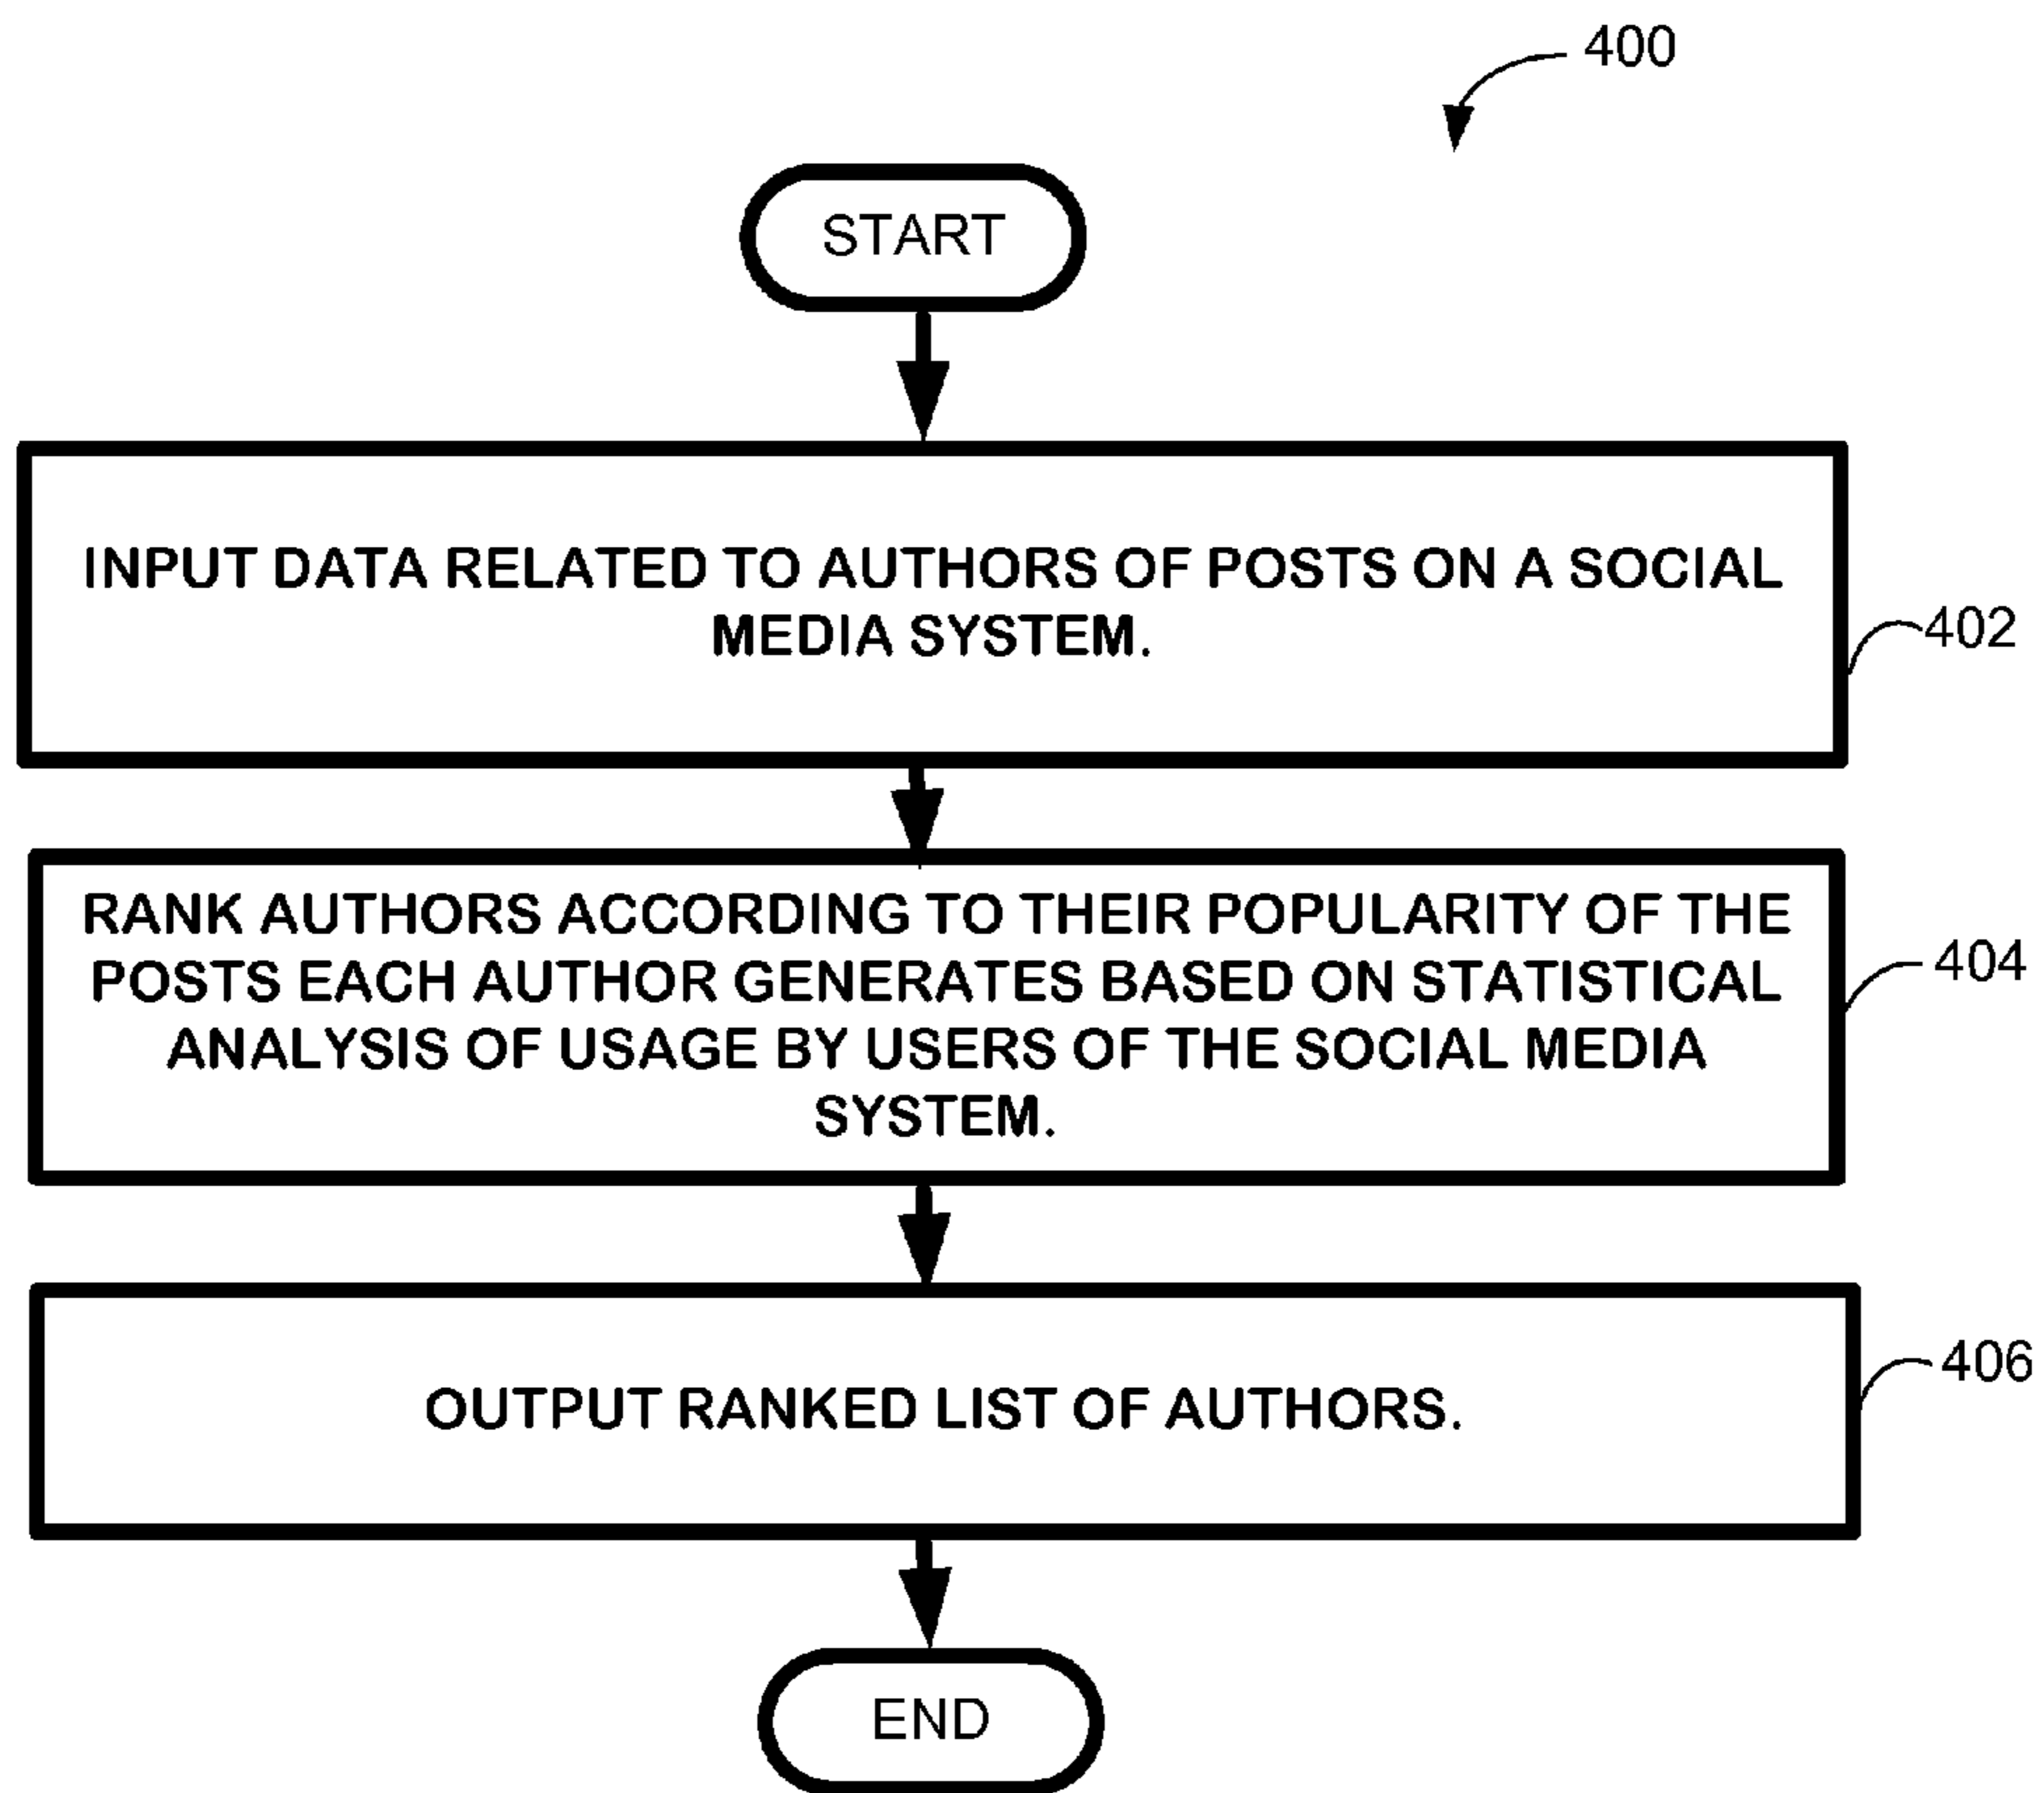 400
START
INPUT DATA RELATED TO AUTHORS OF POSTS ON A SOCIAL
MEDIA SYSTEM.
402
RANK AUTHORS ACCORDING TO THEIR POPULARITY OF THE
POSTS EACH AUTHOR GENERATES BASED ON STATISTICAL
ANALYSIS OF USAGE BY USERS OF THE SOCIAL MEDIA
SYSTEM.
404
OUTPUT RANKED LIST OF AUTHORS.
406
END